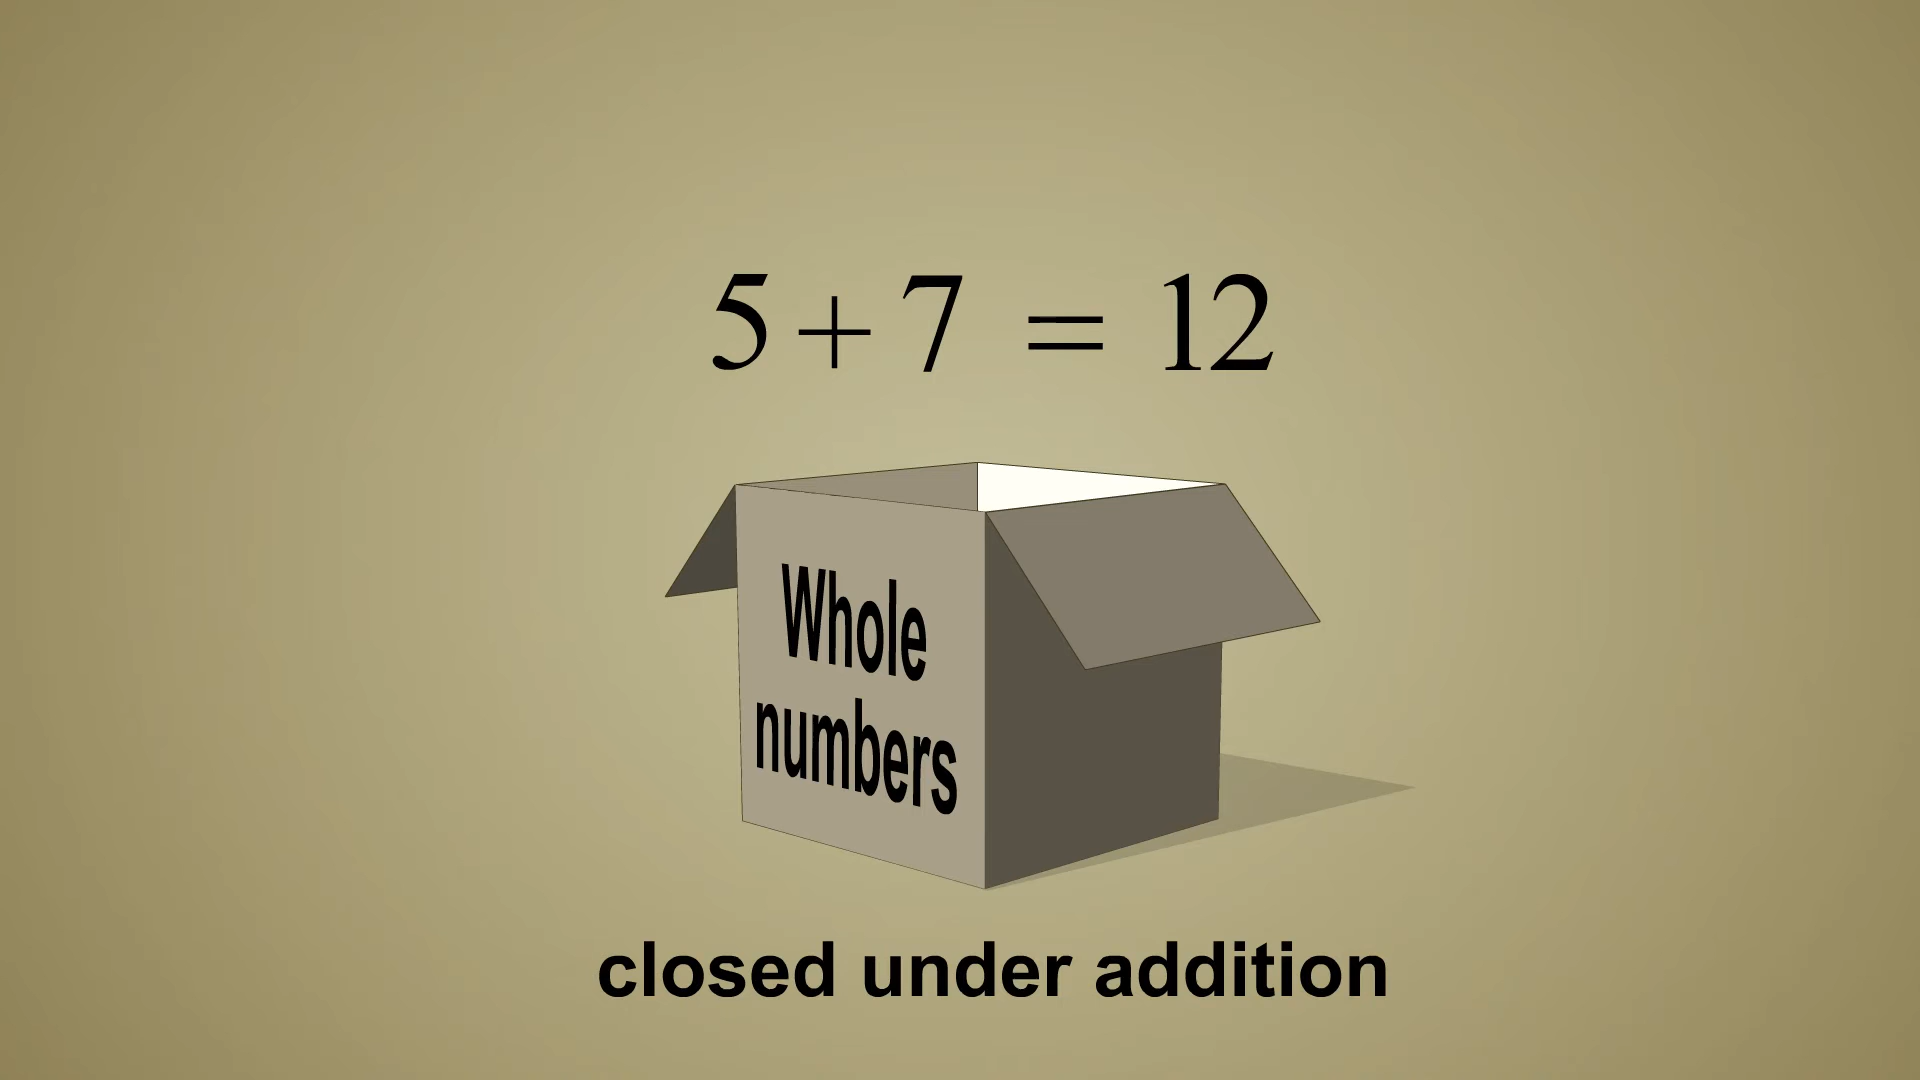 5 + 7 = 12
Whole
numbers
closed under addition